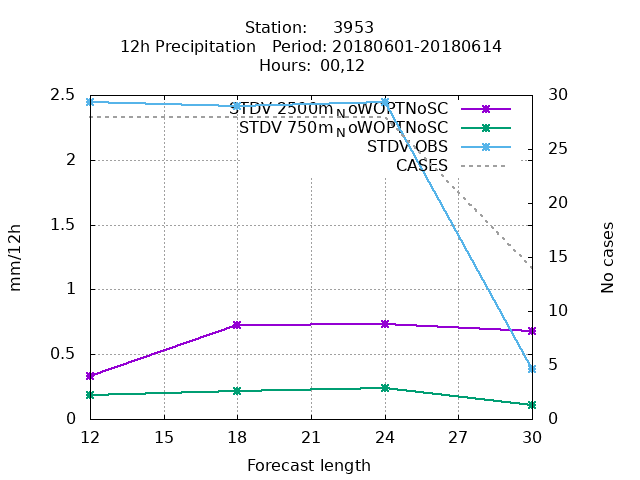 Station: 3953
12h Precipitation Period: 20180601-20180614
Hours: 00,12
STDV 2500m_NoWOPTNoSC
STDV 750m_NoWOPTNoSC
STDV OBS
CASES
2.5
2
1.5
1
0.5
0
30
25
20
15
10
5
0
12 15 18 21 24 27 30
mm/12h
No cases
Forecast length